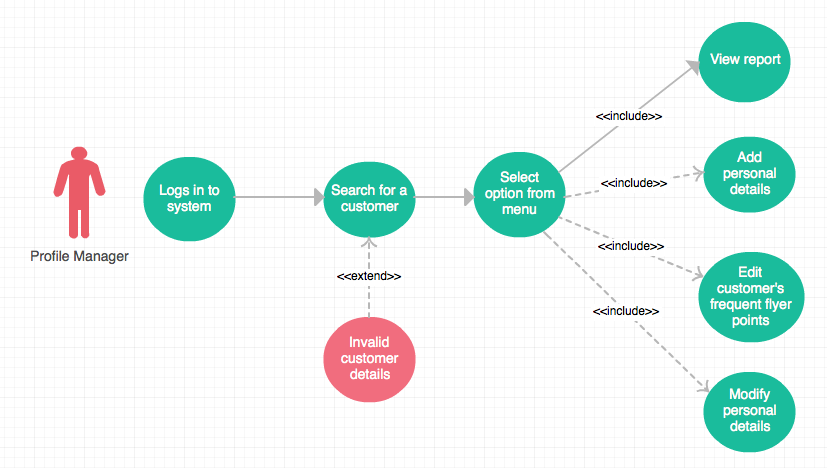 View report
<<include>>
Add
personal
details
<<include>>
Select
option from
menu
Logs in to
system
Search for a
customer
Profile Manager
<<include>>
Edit
customer's
frequent flyer
points
<<extend>>
<<include>>
Invalid
customer
details
Modify
personal
details